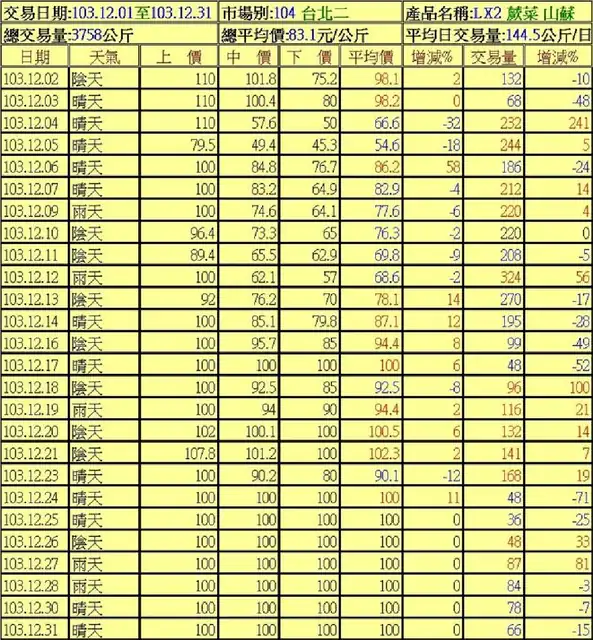 交易日期:103.12.01至103.12.31 市場別:104 台北二 產品名稱:LX2 蕨菜 山蘇
總交易量:3758公斤 總平均價:83.1元/公斤 平均日交易量:144.5公斤/日
日期 天氣 上 價 中 價 下 價 平均價 增減% 交易量 增減%
103.12.02 陰天 110 101.8 75.2 98.1 2 132 -10
103.12.03 晴天 110 100.4 80 98.2 0 68 -48
103.12.04 晴天 110 57.6 50 66.6 -32 232 241
103.12.05 晴天 79.5 49.4 45.3 54.6 -18 244 5
103.12.06 晴天 100 84.8 76.7 86.2 58 186 -24
103.12.07 晴天 100 83.2 64.9 82.9 -4 212 14
103.12.09 雨天 100 74.6 64.1 77.6 -6 220 4
103.12.10 陰天 96.4 73.3 65 76.3 -2 220 0
103.12.11 陰天 89.4 65.5 62.9 69.8 -9 208 -5
103.12.12 雨天 100 62.1 57 68.6 -2 324 56
103.12.13 陰天 92 76.2 70 78.1 14 270 -17
103.12.14 晴天 100 85.1 79.8 87.1 12 195 -28
103.12.16 陰天 100 95.7 85 94.4 8 99 -49
103.12.17 晴天 100 100 100 100 6 48 -52
103.12.18 陰天 100 92.5 85 92.5 -8 96 100
103.12.19 雨天 100 94 90 94.4 2 116 21
103.12.20 陰天 102 100.1 100 100.5 6 132 14
103.12.21 陰天 107.8 101.2 100 102.3 2 141 7
103.12.23 晴天 100 90.2 80 90.1 -12 168 19
103.12.24 晴天 100 100 100 100 11 48 -71
103.12.25 晴天 100 100 100 100 0 36 -25
103.12.26 陰天 100 100 100 100 0 48 33
103.12.27 雨天 100 100 100 100 0 87 81
103.12.28 雨天 100 100 100 100 0 84 -3
103.12.30 晴天 100 100 100 100 0 78 -7
103.12.31 晴天 100 100 100 100 0 66 -15